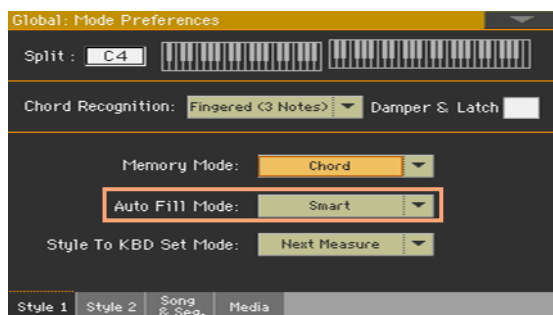 Global: Mode Preferences
Split : C4
Chord Recognition: Fingered (3 Notes) Damper & Latch
Memory Mode: Chord
Auto Fill Mode: Smart
Style To KBD Set Mode: Next Measure
Style 1 Style 2 Song & Seq. Media